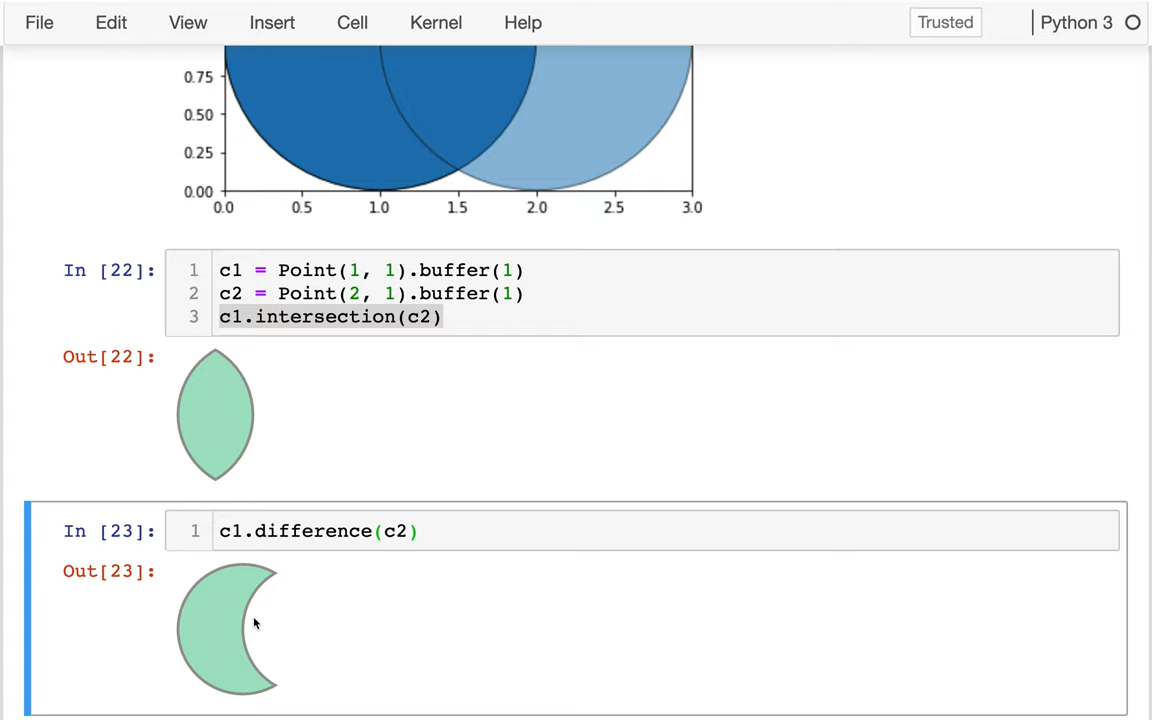 File Edit View Insert Cell Kernel Help Trusted Python 3
0.75
0.50
0.25
0.00
0.0 0.5 1.0 1.5 2.0 2.5 3.0
In [22]: 1 c1 = Point(1, 1).buffer(1)
2 c2 = Point(2, 1).buffer(1)
3 c1.intersection(c2)
Out[22]:
In [23]: 1 c1.difference(c2)
Out[23]: